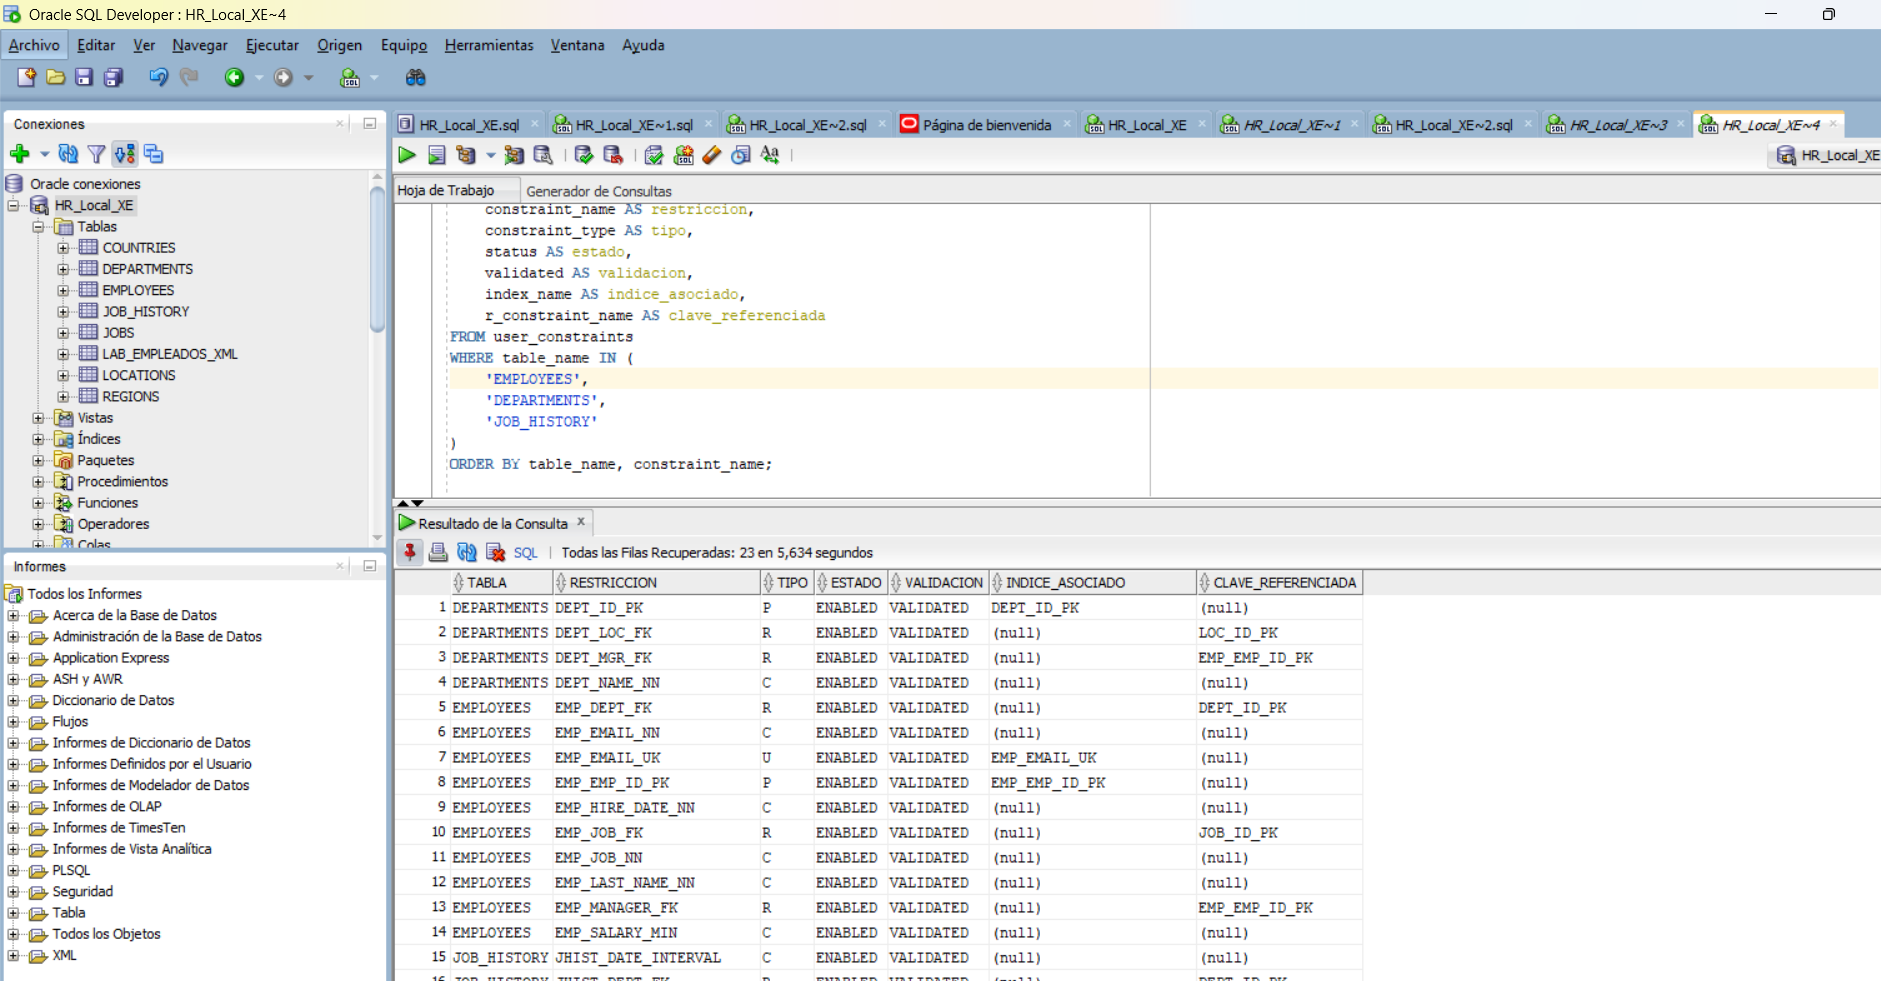 Oracle SQL Developer : HR_Local_XE~4
Archivo Editar Ver Navegar Ejecutar Origen Equipo Herramientas Ventana Ayuda
Conexiones
Oracle conexiones
HR_Local_XE
Tablas
COUNTRIES
DEPARTMENTS
EMPLOYEES
JOB_HISTORY
JOBS
LAB_EMPLEADOS_XML
LOCATIONS
REGIONS
Vistas
Índices
Paquetes
Procedimientos
Funciones
Operadores
Colas
Informes
Todos los Informes
Acerca de la Base de Datos
Administración de la Base de Datos
Application Express
ASH y AWR
Diccionario de Datos
Flujos
Informes de Diccionario de Datos
Informes Definidos por el Usuario
Informes de Modelador de Datos
Informes de OLAP
Informes de TimesTen
Informes de Vista Analítica
PLSQL
Seguridad
Tabla
Todos los Objetos
XML
HR_Local_XE.sql HR_Local_XE~1.sql HR_Local_XE~2.sql Página de bienvenida HR_Local_XE HR_Local_XE~1 HR_Local_XE~2.sql HR_Local_XE~3 HR_Local_XE~4
HR_Local_XE
Hoja de Trabajo Generador de Consultas
constraint_name AS restriccion,
constraint_type AS tipo,
status AS estado,
validated AS validacion,
index_name AS indice_asociado,
r_constraint_name AS clave_referenciada
FROM user_constraints
WHERE table_name IN (
'EMPLOYEES',
'DEPARTMENTS',
'JOB_HISTORY'
)
ORDER BY table_name, constraint_name;
Resultado de la Consulta
SQL | Todas las Filas Recuperadas: 23 en 5,634 segundos
TABLA RESTRICCION TIPO ESTADO VALIDACION INDICE_ASOCIADO CLAVE_REFERENCIADA
1 DEPARTMENTS DEPT_ID_PK P ENABLED VALIDATED DEPT_ID_PK (null)
2 DEPARTMENTS DEPT_LOC_FK R ENABLED VALIDATED (null) LOC_ID_PK
3 DEPARTMENTS DEPT_MGR_FK R ENABLED VALIDATED (null) EMP_EMP_ID_PK
4 DEPARTMENTS DEPT_NAME_NN C ENABLED VALIDATED (null) (null)
5 EMPLOYEES EMP_DEPT_FK R ENABLED VALIDATED (null) DEPT_ID_PK
6 EMPLOYEES EMP_EMAIL_NN C ENABLED VALIDATED (null) (null)
7 EMPLOYEES EMP_EMAIL_UK U ENABLED VALIDATED EMP_EMAIL_UK (null)
8 EMPLOYEES EMP_EMP_ID_PK P ENABLED VALIDATED EMP_EMP_ID_PK (null)
9 EMPLOYEES EMP_HIRE_DATE_NN C ENABLED VALIDATED (null) (null)
10 EMPLOYEES EMP_JOB_FK R ENABLED VALIDATED (null) JOB_ID_PK
11 EMPLOYEES EMP_JOB_NN C ENABLED VALIDATED (null) (null)
12 EMPLOYEES EMP_LAST_NAME_NN C ENABLED VALIDATED (null) (null)
13 EMPLOYEES EMP_MANAGER_FK R ENABLED VALIDATED (null) EMP_EMP_ID_PK
14 EMPLOYEES EMP_SALARY_MIN C ENABLED VALIDATED (null) (null)
15 JOB_HISTORY JHIST_DATE_INTERVAL C ENABLED VALIDATED (null) (null)